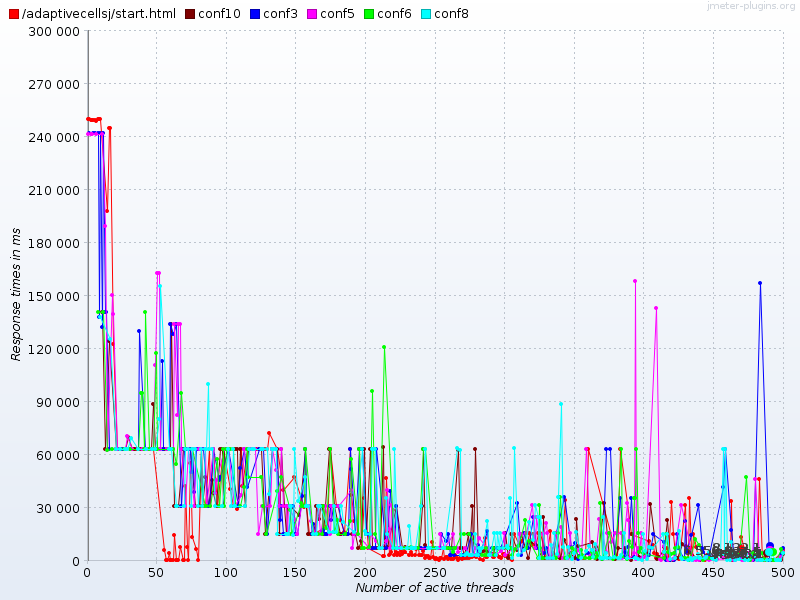 jmeter-plugins.org
/adaptivecellsj/start.html conf10 conf3 conf5 conf6 conf8
300 000
270 000
240 000
210 000
180 000
150 000
120 000
90 000
60 000
30 000
0
Response times in ms
0 50 100 150 200 250 300 350 400 450 500
Number of active threads